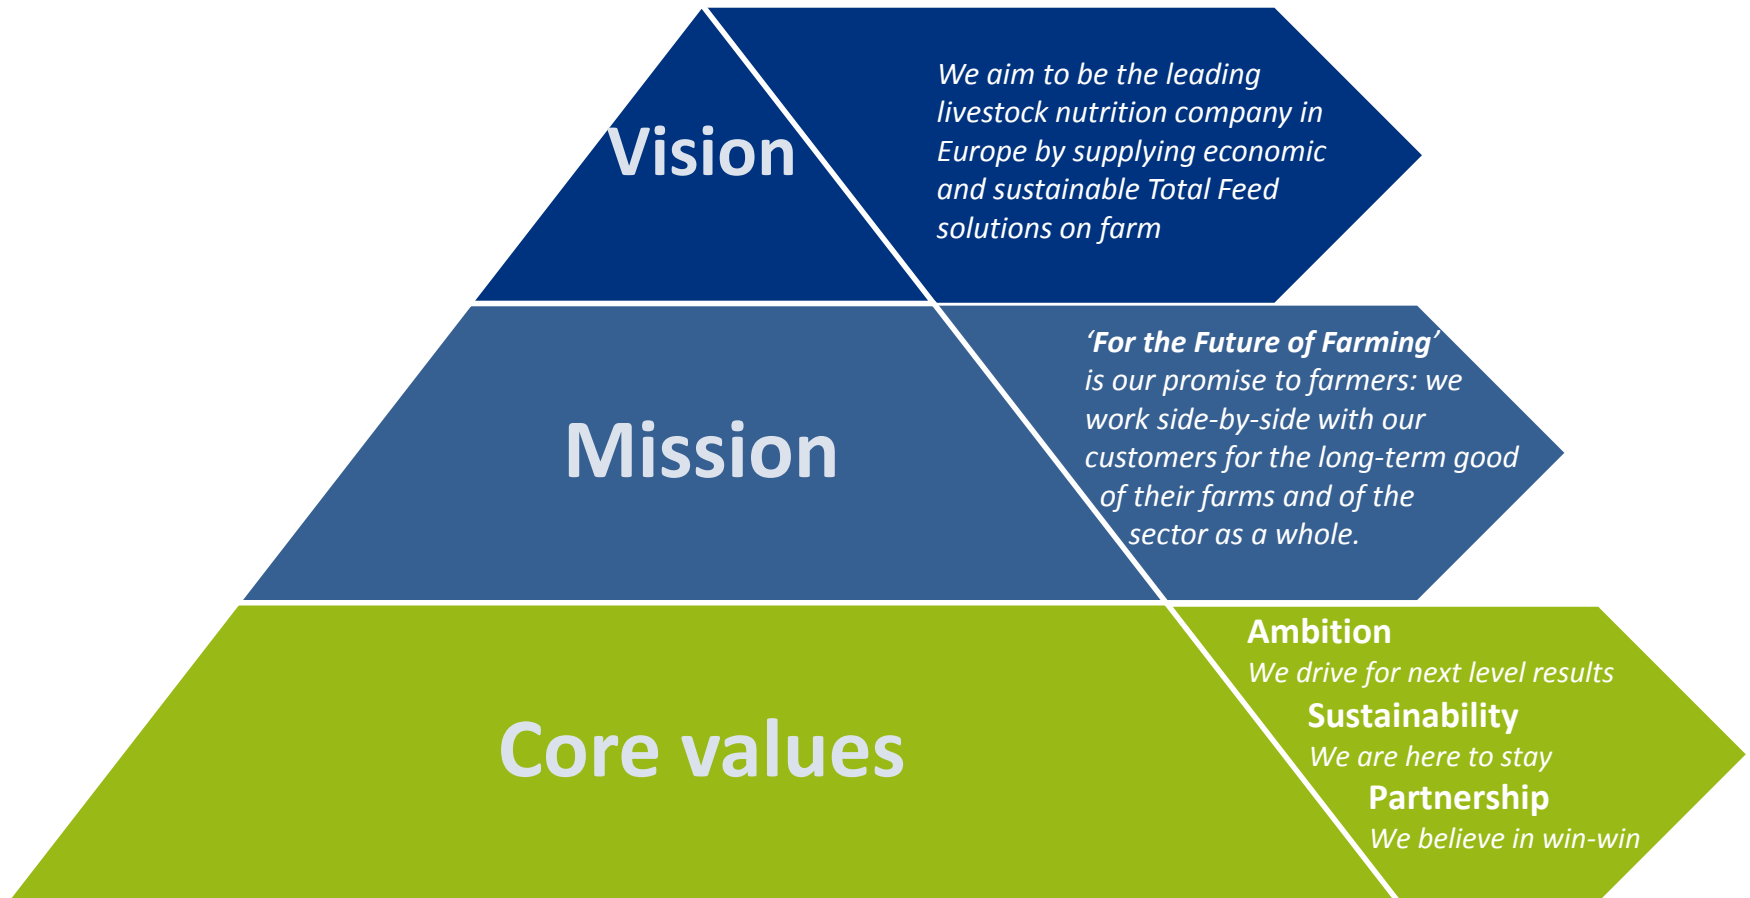 Vision
We aim to be the leading
livestock nutrition company in
Europe by supplying economic
and sustainable Total Feed
solutions on farm
Mission
‘For the Future of Farming’
is our promise to farmers: we
work side-by-side with our
customers for the long-term good
of their farms and of the
sector as a whole.
Core values
Ambition
We drive for next level results
Sustainability
We are here to stay
Partnership
We believe in win-win